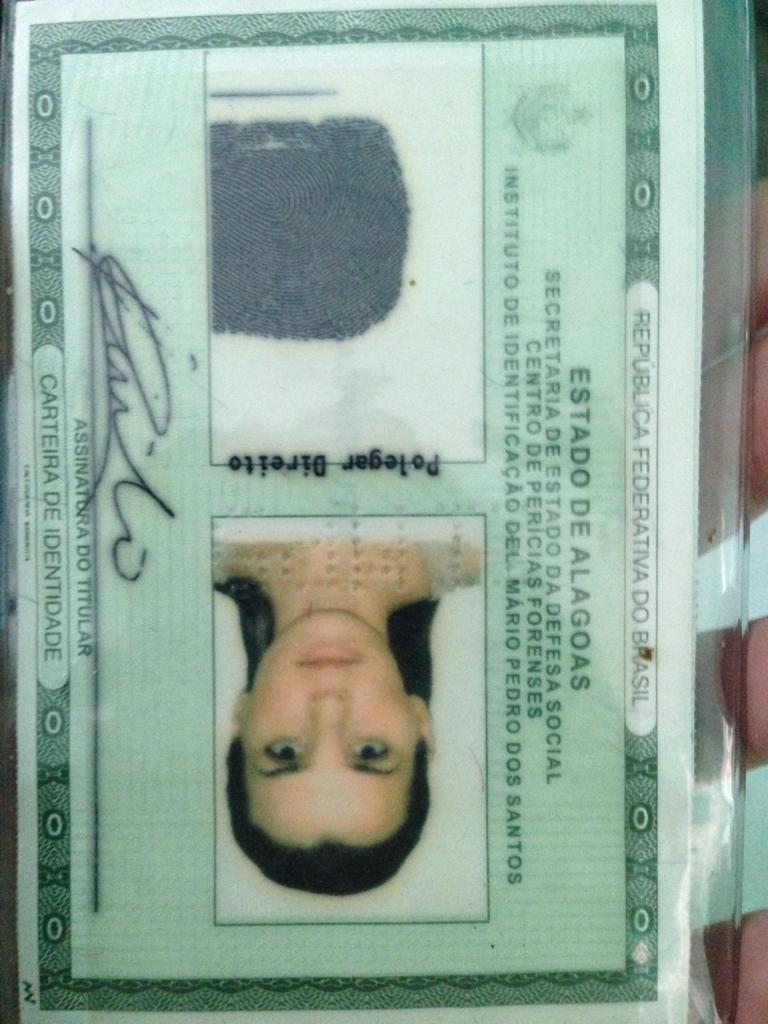 REPÚBLICA FEDERATIVA DO BRASIL
ESTADO DE ALAGOAS
SECRETARIA DE ESTADO DA DEFESA SOCIAL
CENTRO DE PERÍCIAS FORENSES
INSTITUTO DE IDENTIFICAÇÃO DEL. MÁRIO PEDRO DOS SANTOS
Polegar Direito
ASSINATURA DO TITULAR
CARTEIRA DE IDENTIDADE